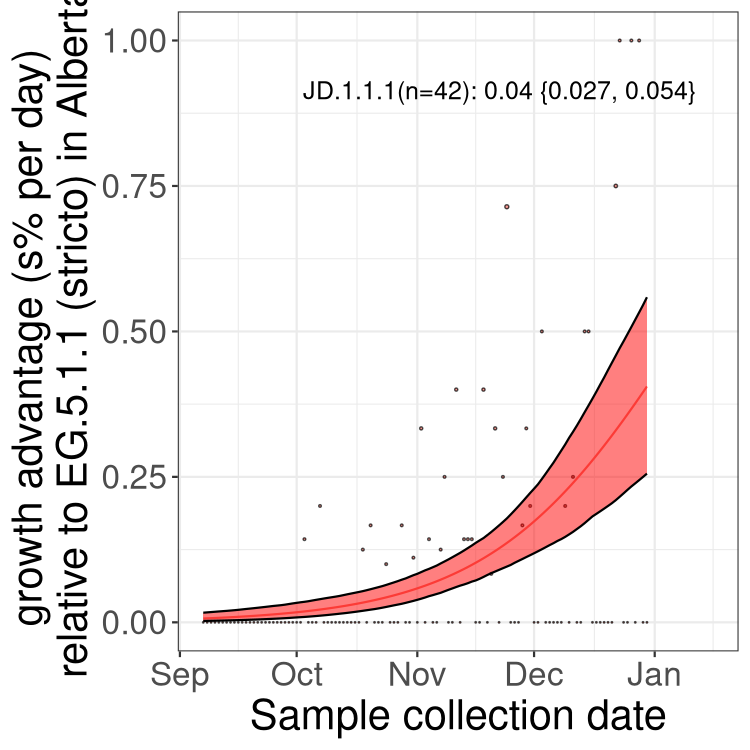 growth advantage (s% per day)
relative to EG.5.1.1 (stricto) in Alberta
1.00
0.75
0.50
0.25
0.00
JD.1.1.1(n=42): 0.04 {0.027, 0.054}
Sep Oct Nov Dec Jan
Sample collection date